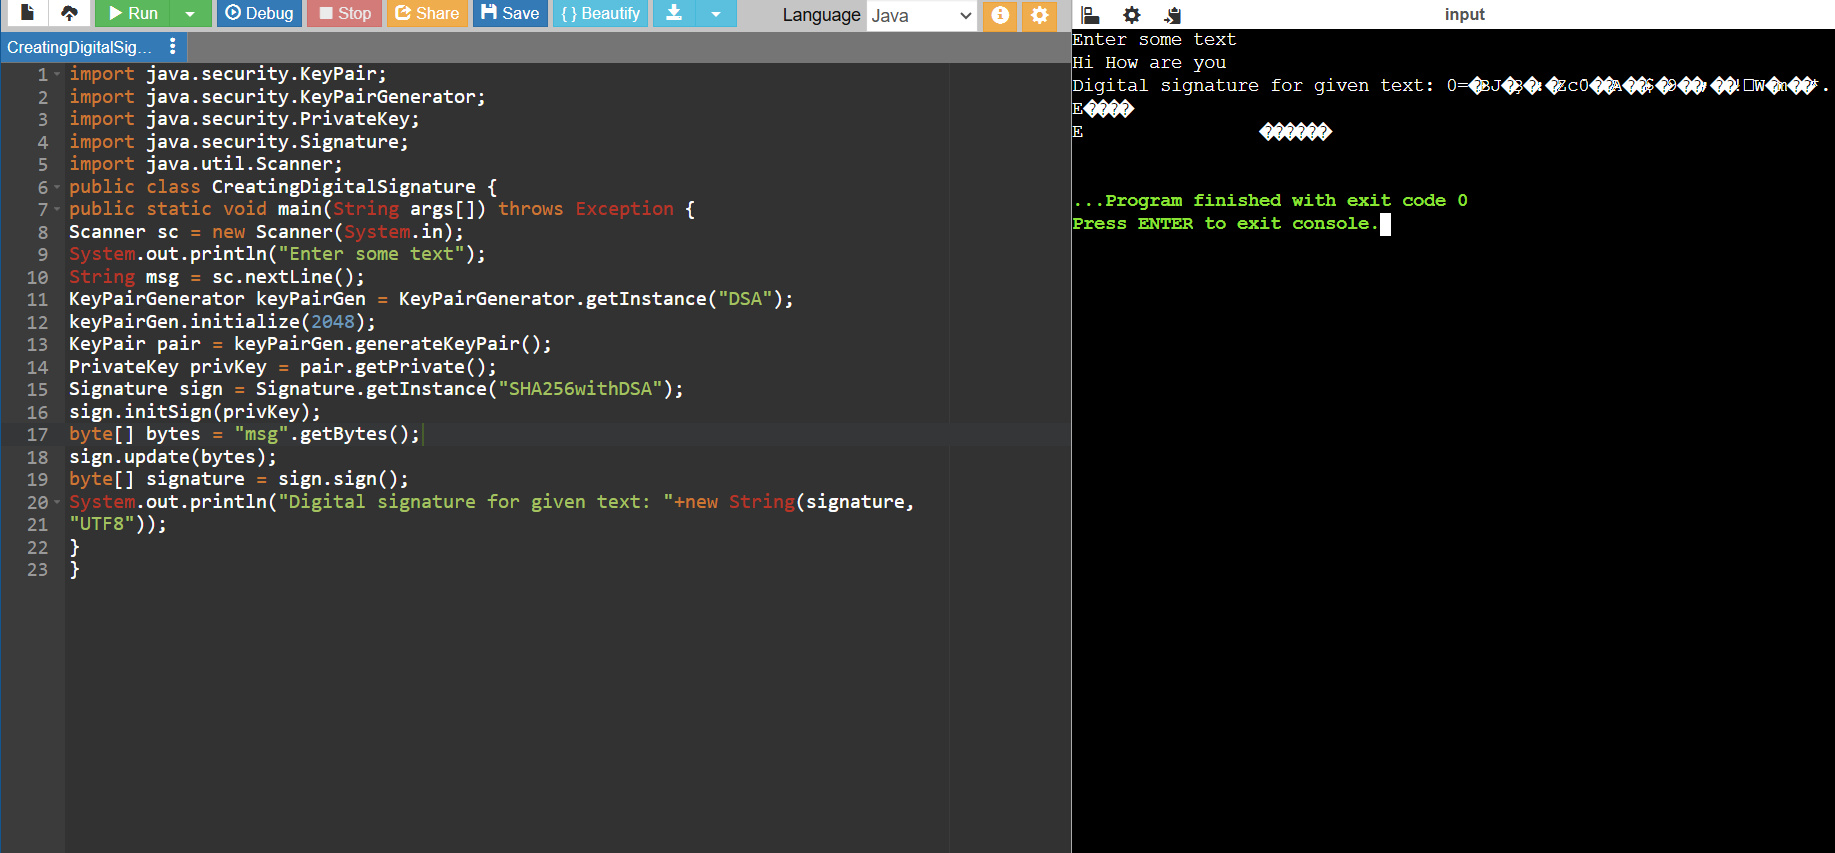 Run Debug Stop Share Save { } Beautify Language Java
CreatingDigitalSig...
1 import java.security.KeyPair;
2 import java.security.KeyPairGenerator;
3 import java.security.PrivateKey;
4 import java.security.Signature;
5 import java.util.Scanner;
6 public class CreatingDigitalSignature {
7 public static void main(String args[]) throws Exception {
8 Scanner sc = new Scanner(System.in);
9 System.out.println("Enter some text");
10 String msg = sc.nextLine();
11 KeyPairGenerator keyPairGen = KeyPairGenerator.getInstance("DSA");
12 keyPairGen.initialize(2048);
13 KeyPair pair = keyPairGen.generateKeyPair();
14 PrivateKey privKey = pair.getPrivate();
15 Signature sign = Signature.getInstance("SHA256withDSA");
16 sign.initSign(privKey);
17 byte[] bytes = "msg".getBytes();
18 sign.update(bytes);
19 byte[] signature = sign.sign();
20 System.out.println("Digital signature for given text: "+new String(signature,
21 "UTF8"));
22 }
23 }
input
Enter some text
Hi How are you
Digital signature for given text: 0=
E����
E ������
...Program finished with exit code 0
Press ENTER to exit console.